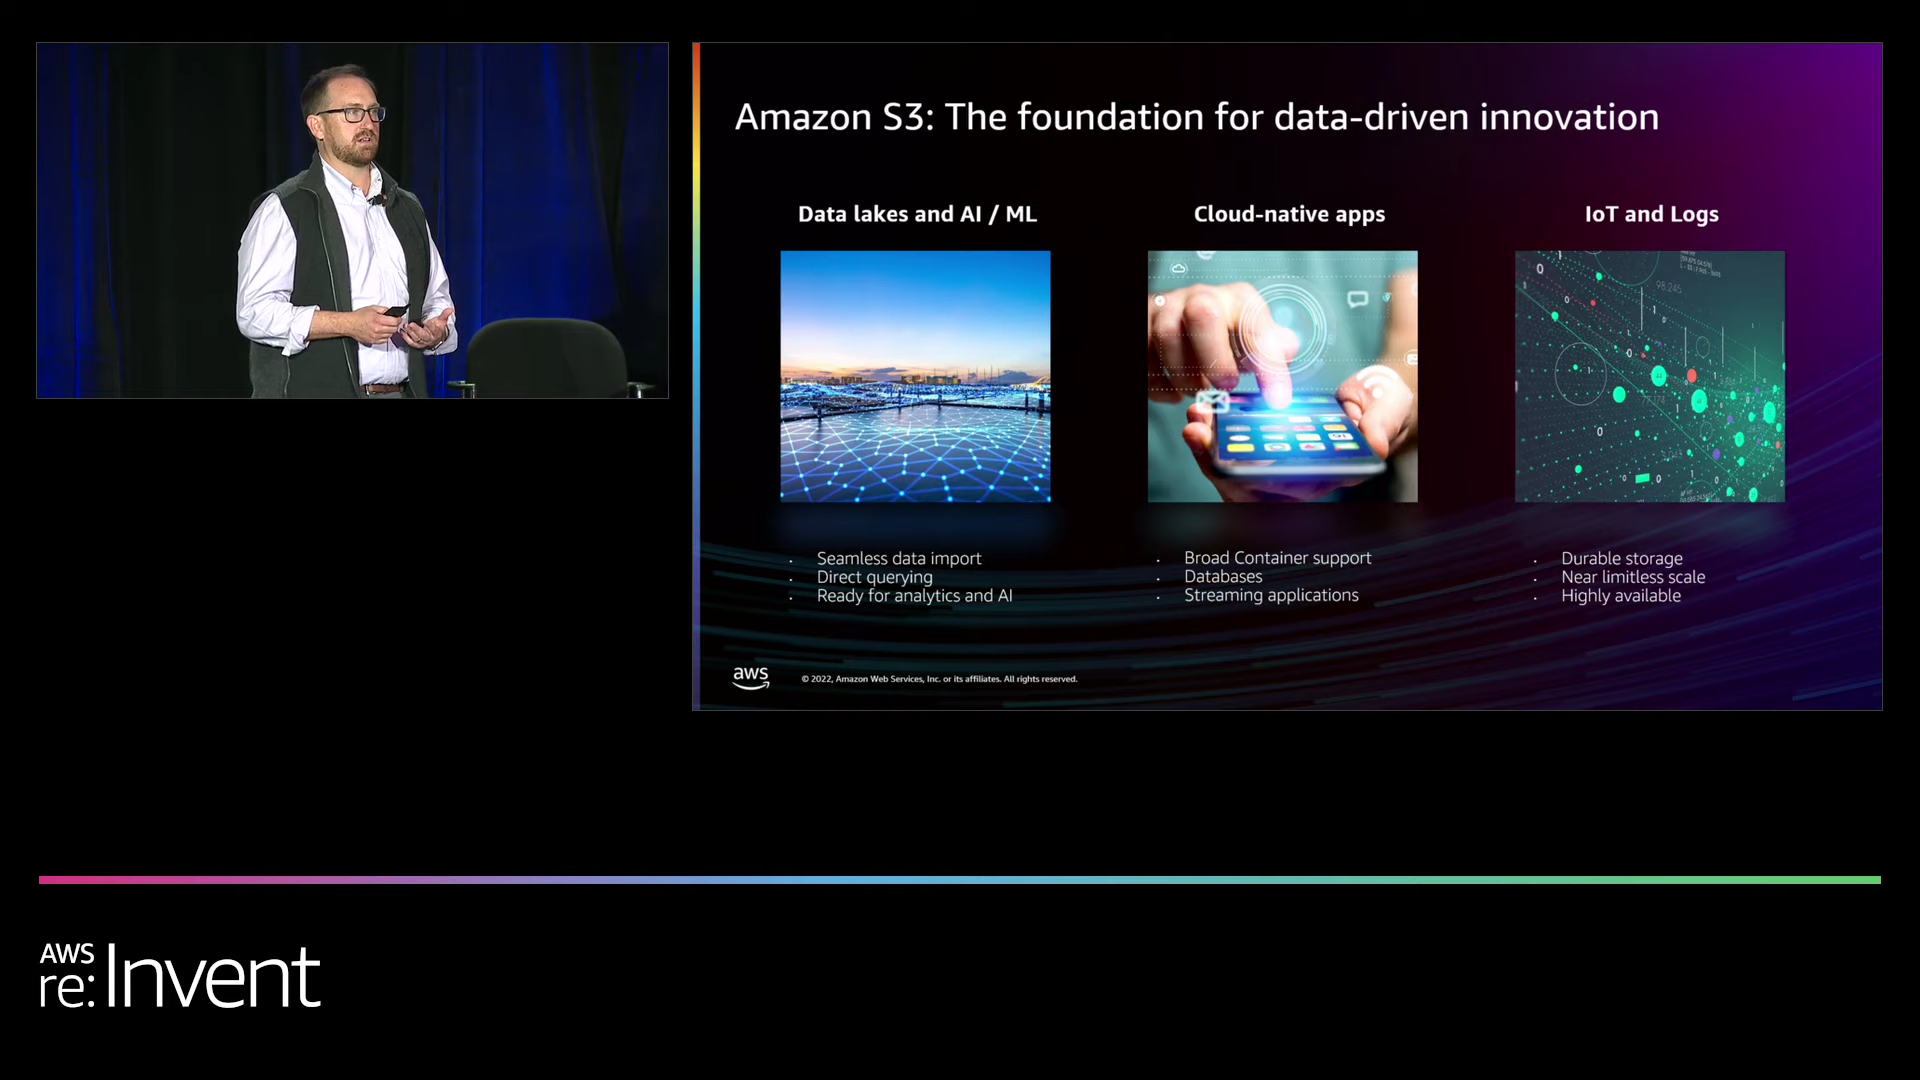 Amazon S3: The foundation for data-driven innovation
Data lakes and AI / ML
Cloud-native apps
IoT and Logs
98.245
· Seamless data import
· Direct querying
· Ready for analytics and AI
· Broad Container support
· Databases
· Streaming applications
· Durable storage
· Near limitless scale
· Highly available
aws
© 2022, Amazon Web Services, Inc. or its affiliates. All rights reserved.
AWS
re:Invent